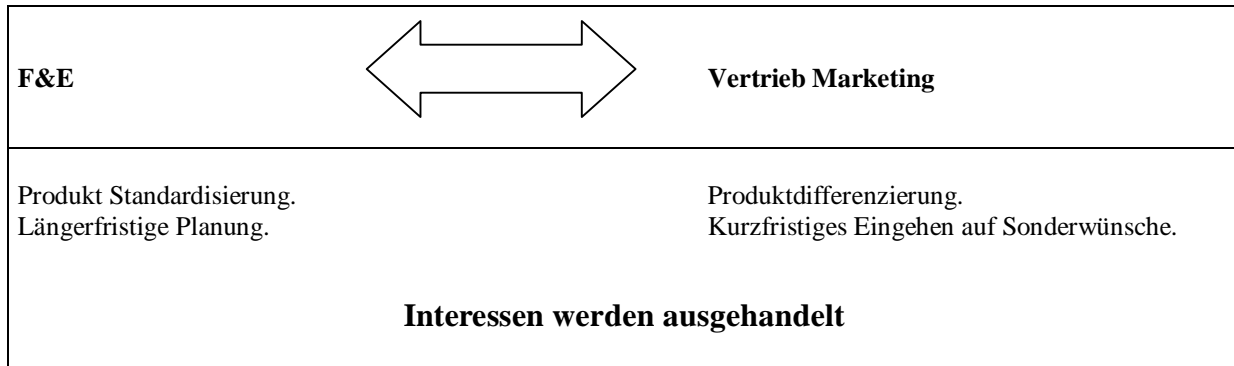 F&E
Vertrieb Marketing
Produkt Standardisierung.
Längerfristige Planung.
Produktdifferenzierung.
Kurzfristiges Eingehen auf Sonderwünsche.
Interessen werden ausgehandelt